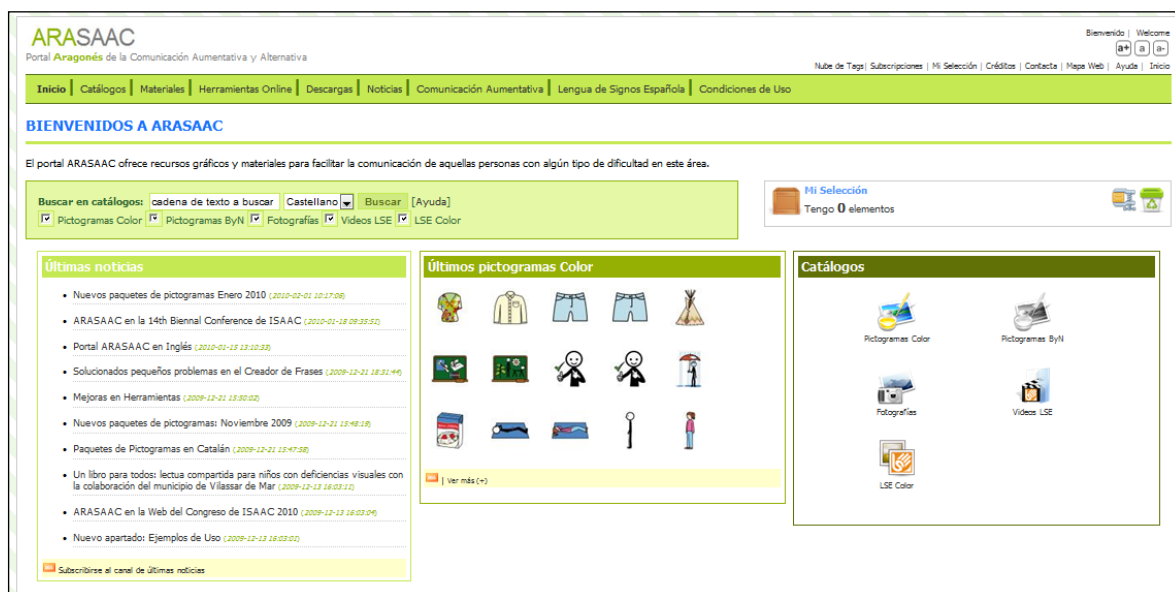 ARASAAC
Portal Aragonés de la Comunicación Aumentativa y Alternativa
Bienvenido | Welcome
a+ a a-
Nube de Tags| Subscripciones | Mi Selección | Créditos | Contacta | Mapa Web | Ayuda | Inicio
Inicio Catálogos Materiales Herramientas Online Descargas Noticias Comunicación Aumentativa Lengua de Signos Española Condiciones de Uso
BIENVENIDOS A ARASAAC
El portal ARASAAC ofrece recursos gráficos y materiales para facilitar la comunicación de aquellas personas con algún tipo de dificultad en este área.
Buscar en catálogos: cadena de texto a buscar Castellano Buscar [Ayuda]
Pictogramas Color Pictogramas ByN Fotografías Videos LSE LSE Color
Mi Selección
Tengo 0 elementos
Últimas noticias
Nuevos paquetes de pictogramas Enero 2010 (2010-02-01 10:17:08)
ARASAAC en la 14th Biennal Conference de ISAAC (2010-01-18 09:35:51)
Portal ARASAAC en Inglés (2010-01-15 13:10:33)
Solucionados pequeños problemas en el Creador de Frases (2009-12-21 18:31:44)
Mejoras en Herramientas (2009-12-21 15:50:02)
Nuevos paquetes de pictogramas: Noviembre 2009 (2009-12-21 15:48:19)
Paquetes de Pictogramas en Catalán (2009-12-21 15:47:58)
Un libro para todos: lectua compartida para niños con deficiencias visuales con
la colaboración del municipio de Vilassar de Mar (2009-12-13 16:03:12)
ARASAAC en la Web del Congreso de ISAAC 2010 (2009-12-13 16:03:04)
Nuevo apartado: Ejemplos de Uso (2009-12-13 16:03:01)
Subscribirse al canal de últimas noticias
Últimos pictogramas Color
| Ver más (+)
Catálogos
Pictogramas Color
Pictogramas ByN
Fotografías
Videos LSE
LSE Color